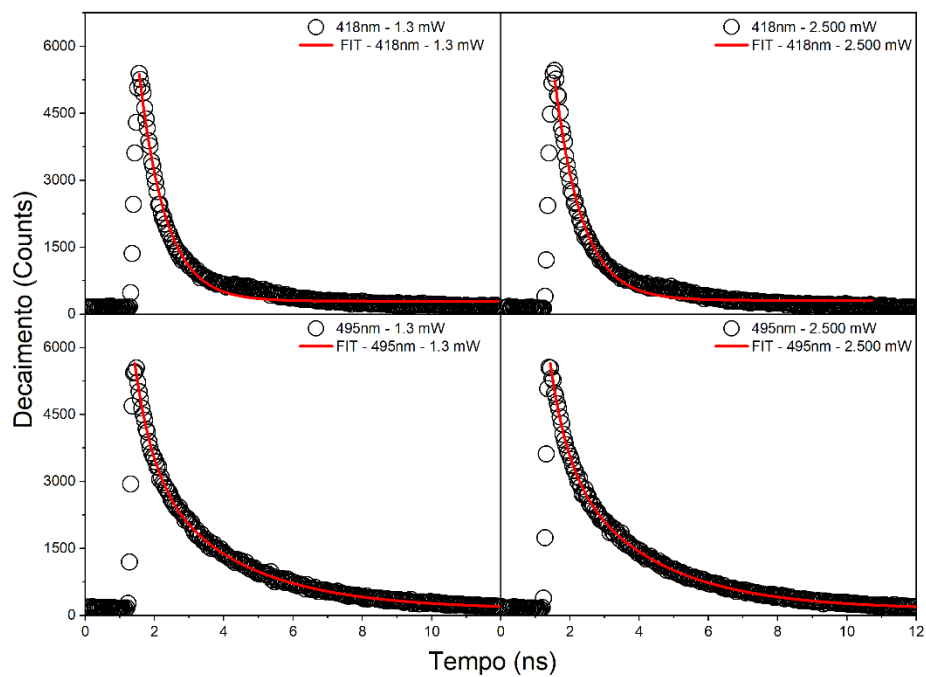 418nm - 1.3 mW
FIT - 418nm - 1.3 mW
418nm - 2.500 mW
FIT - 418nm - 2.500 mW
6000
4500
3000
1500
0
495nm - 1.3 mW
FIT - 495nm - 1.3 mW
495nm - 2.500 mW
FIT - 495nm - 2.500 mW
6000
4500
3000
1500
0
Decaimento (Counts)
0 2 4 6 8 10 0 2 4 6 8 10 12
Tempo (ns)